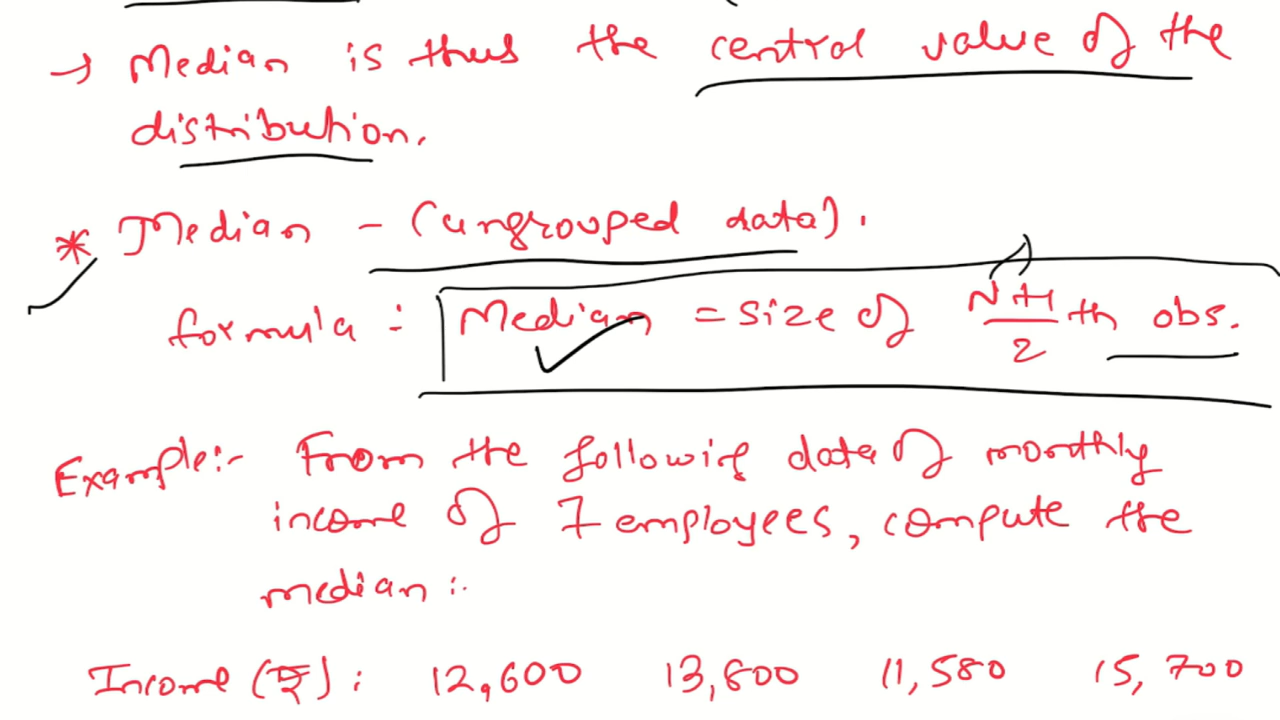 → Median is thus the central value of the
distribution.
* Median - (ungrouped data).
formula : Median = Size of N+1/2 th obs.
Example:- From the following data of monthly
income of 7 employees, compute the
median :.
Income (₹) : 12,600 13,800 11,580 15,700